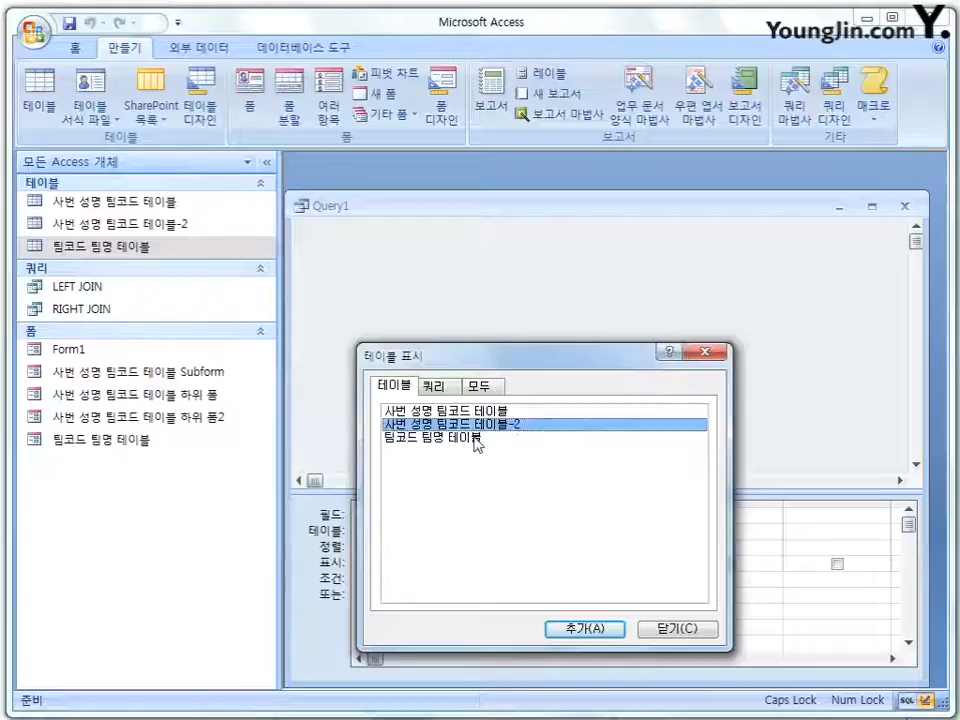 Microsoft Access
YoungJin.com Y.
홈 만들기 외부 데이터 데이터베이스 도구
테이블
테이블 서식 파일
SharePoint 목록
테이블 디자인
테이블
폼
폼 분할
여러 항목
피벗 차트
새 폼
기타 폼
폼 디자인
폼
보고서
레이블
새 보고서
보고서 마법사
업무 문서 양식 마법사
우편 엽서 마법사
보고서 디자인
보고서
쿼리 마법사
쿼리 디자인
매크로
기타
모든 Access 개체
테이블
사번 성명 팀코드 테이블
사번 성명 팀코드 테이블-2
팀코드 팀명 테이블
쿼리
LEFT JOIN
RIGHT JOIN
폼
Form1
사번 성명 팀코드 테이블 Subform
사번 성명 팀코드 테이블 하위 폼
사번 성명 팀코드 테이블 하위 폼2
팀코드 팀명 테이블
Query1
테이블 표시
테이블 쿼리 모두
사번 성명 팀코드 테이블
사번 성명 팀코드 테이블-2
팀코드 팀명 테이블
추가(A) 닫기(C)
필드:
테이블:
정렬:
표시:
조건:
또는:
준비
Caps Lock Num Lock SQL